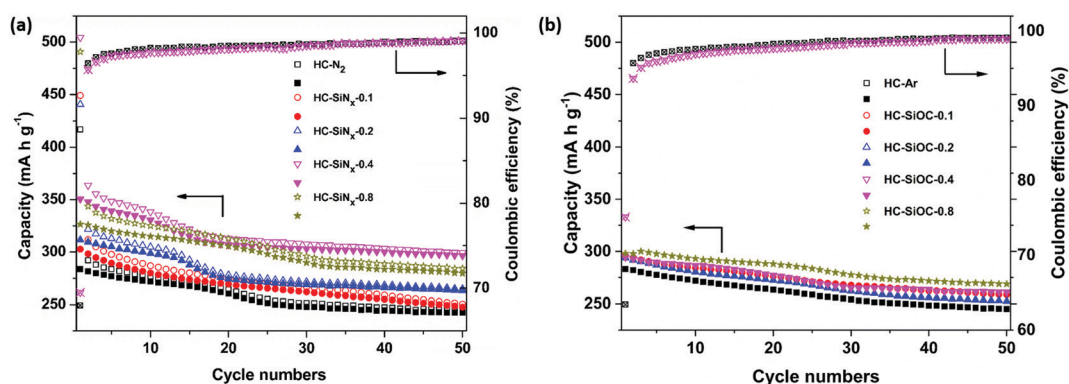 (a)
500
450
400
350
300
250
Capacity (mA h g⁻¹)
HC-N₂
HC-SiNₓ-0.1
HC-SiNₓ-0.2
HC-SiNₓ-0.4
HC-SiNₓ-0.8
100
90
80
70
Coulombic efficiency (%)
10 20 30 40 50
Cycle numbers
(b)
500
450
400
350
300
250
Capacity (mA h g⁻¹)
HC-Ar
HC-SiOC-0.1
HC-SiOC-0.2
HC-SiOC-0.4
HC-SiOC-0.8
100
90
80
70
60
Coulombic efficiency (%)
10 20 30 40 50
Cycle numbers